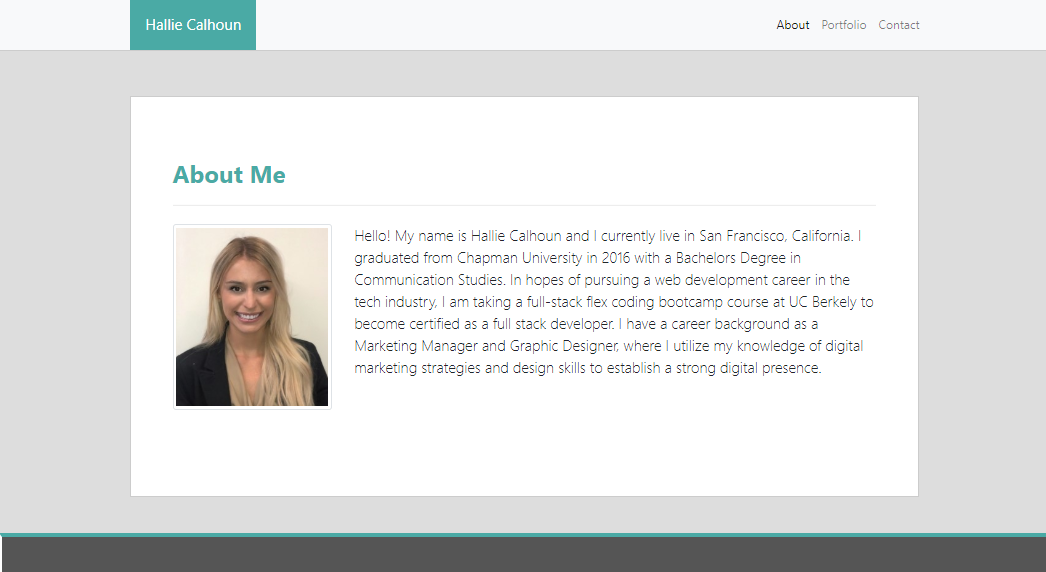 Hallie Calhoun
About Portfolio Contact
About Me
Hello! My name is Hallie Calhoun and I currently live in San Francisco, California. I
graduated from Chapman University in 2016 with a Bachelors Degree in
Communication Studies. In hopes of pursuing a web development career in the
tech industry, I am taking a full-stack flex coding bootcamp course at UC Berkely to
become certified as a full stack developer. I have a career background as a
Marketing Manager and Graphic Designer, where I utilize my knowledge of digital
marketing strategies and design skills to establish a strong digital presence.